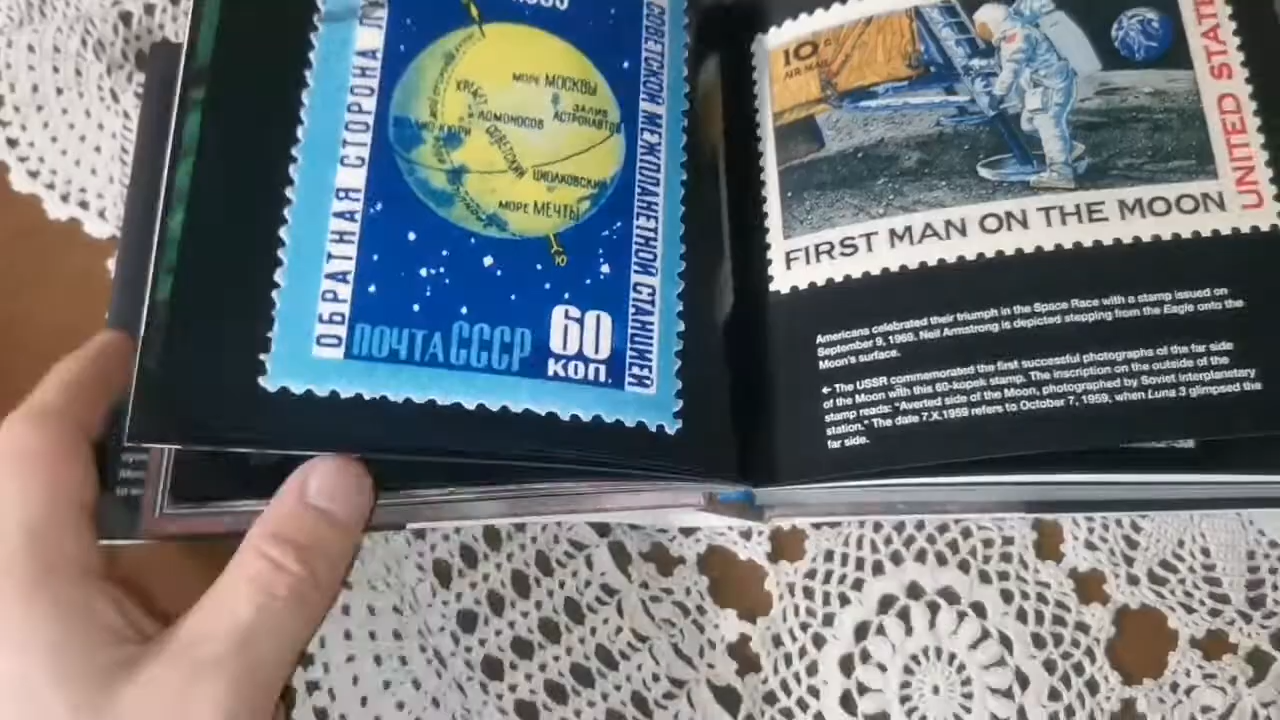 ОБРАТНАЯ СТОРОНА
СОВЕТСКОЙ МЕЖПЛАНЕТНОЙ СТАНЦИЕЙ
МОРЕ МОСКВЫ
ЗАЛИВ
АСТРОНАВТОВ
ХРЕБЕТ
ЛОМОНОСОВ
СОВЕТСКИЙ
ЦИОЛКОВСКИЙ
МОРЕ МЕЧТЫ
Ю
ПОЧТА СССР
60
КОП.
10c
AIR MAIL
UNITED STATE
FIRST MAN ON THE MOON
Americans celebrated their triumph in the Space Race with a stamp issued on
September 9, 1969. Neil Armstrong is depicted stepping from the Eagle onto the
Moon's surface.
← The USSR commemorated the first successful photographs of the far side
of the Moon with this 60-kopek stamp. The inscription on the outside of the
stamp reads: "Averted side of the Moon, photographed by Soviet interplanetary
station." The date 7.X.1959 refers to October 7, 1959, when Luna 3 glimpsed the
far side.